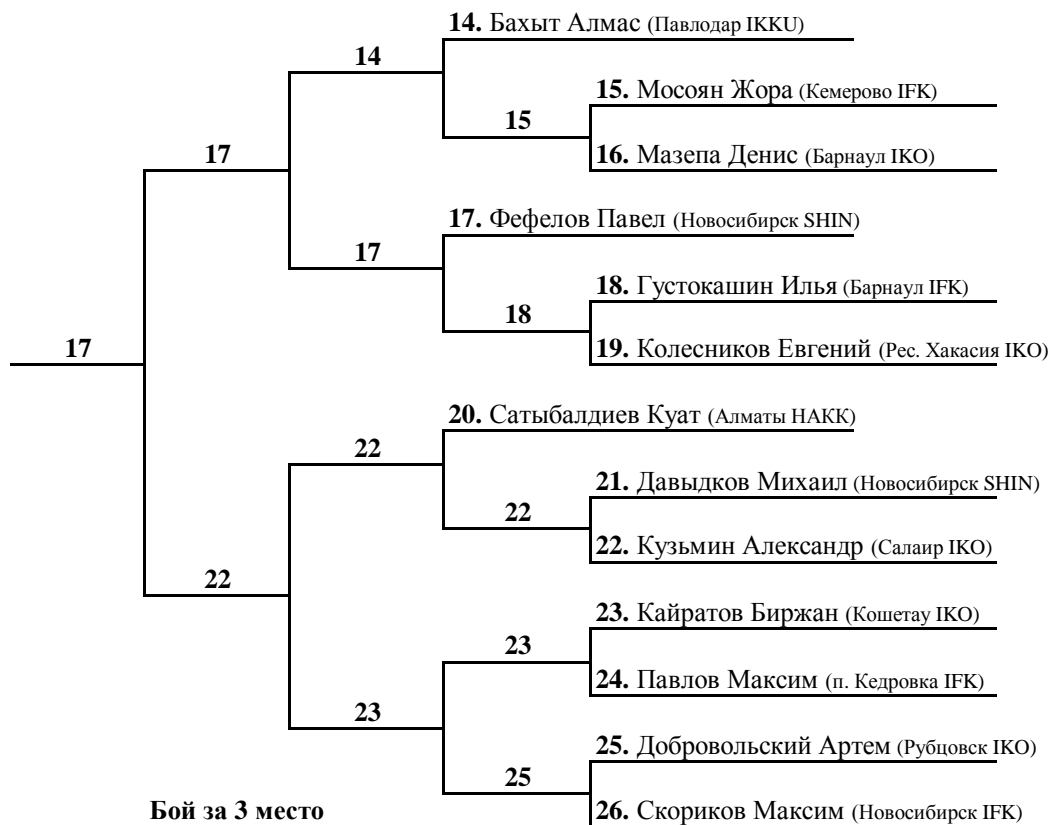 14. Бахыт Алмас (Павлодар IKKU)
14
15. Мосоян Жора (Кемерово IFK)
15
16. Мазепа Денис (Барнаул IKO)
17
17. Фефелов Павел (Новосибирск SHIN)
17
18. Густокашин Илья (Барнаул IFK)
18
19. Колесников Евгений (Рес. Хакасия IKO)
17
20. Сатыбалдиев Куат (Алматы НАКК)
22
21. Давыдков Михаил (Новосибирск SHIN)
22
22. Кузьмин Александр (Салаир IKO)
22
23. Кайратов Биржан (Кошетау IKO)
23
24. Павлов Максим (п. Кедровка IFK)
23
25. Добровольский Артем (Рубцовск IKO)
25
26. Скориков Максим (Новосибирск IFK)
Бой за 3 место